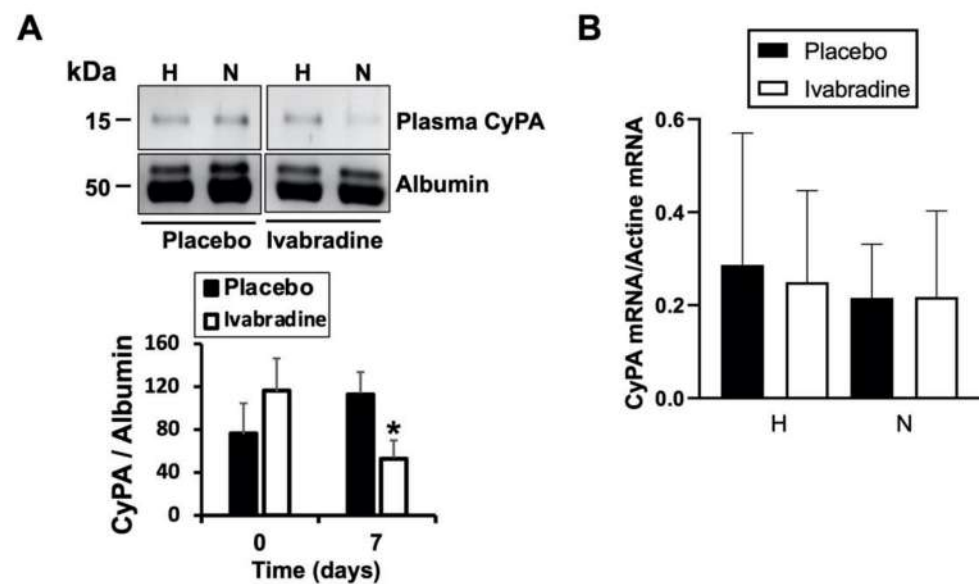 A
kDa
H N H N
15
Plasma CyPA
50
Albumin
Placebo Ivabradine
Placebo
Ivabradine
CyPA / Albumin
160
120
80
40
0
*
0 7
Time (days)
B
Placebo
Ivabradine
CyPA mRNA/Actine mRNA
0.6
0.4
0.2
0.0
H N